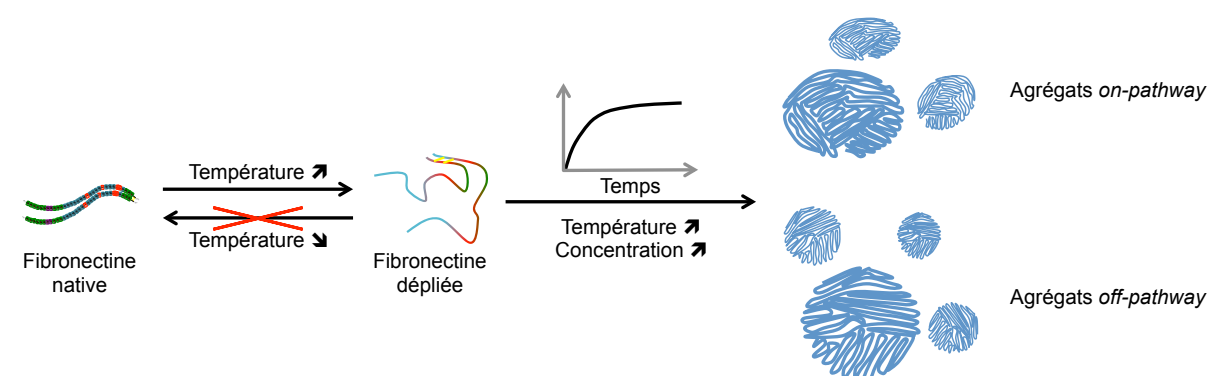 Agrégats on-pathway
Température ↗
Temps
Température ↘
Température ↗
Concentration ↗
Fibronectine
native
Fibronectine
dépliée
Agrégats off-pathway